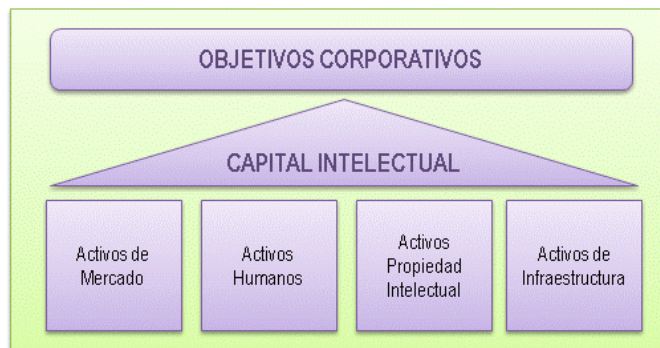 OBJETIVOS CORPORATIVOS
CAPITAL INTELECTUAL
Activos de
Mercado
Activos
Humanos
Activos
Propiedad
Intelectual
Activos de
Infraestructura